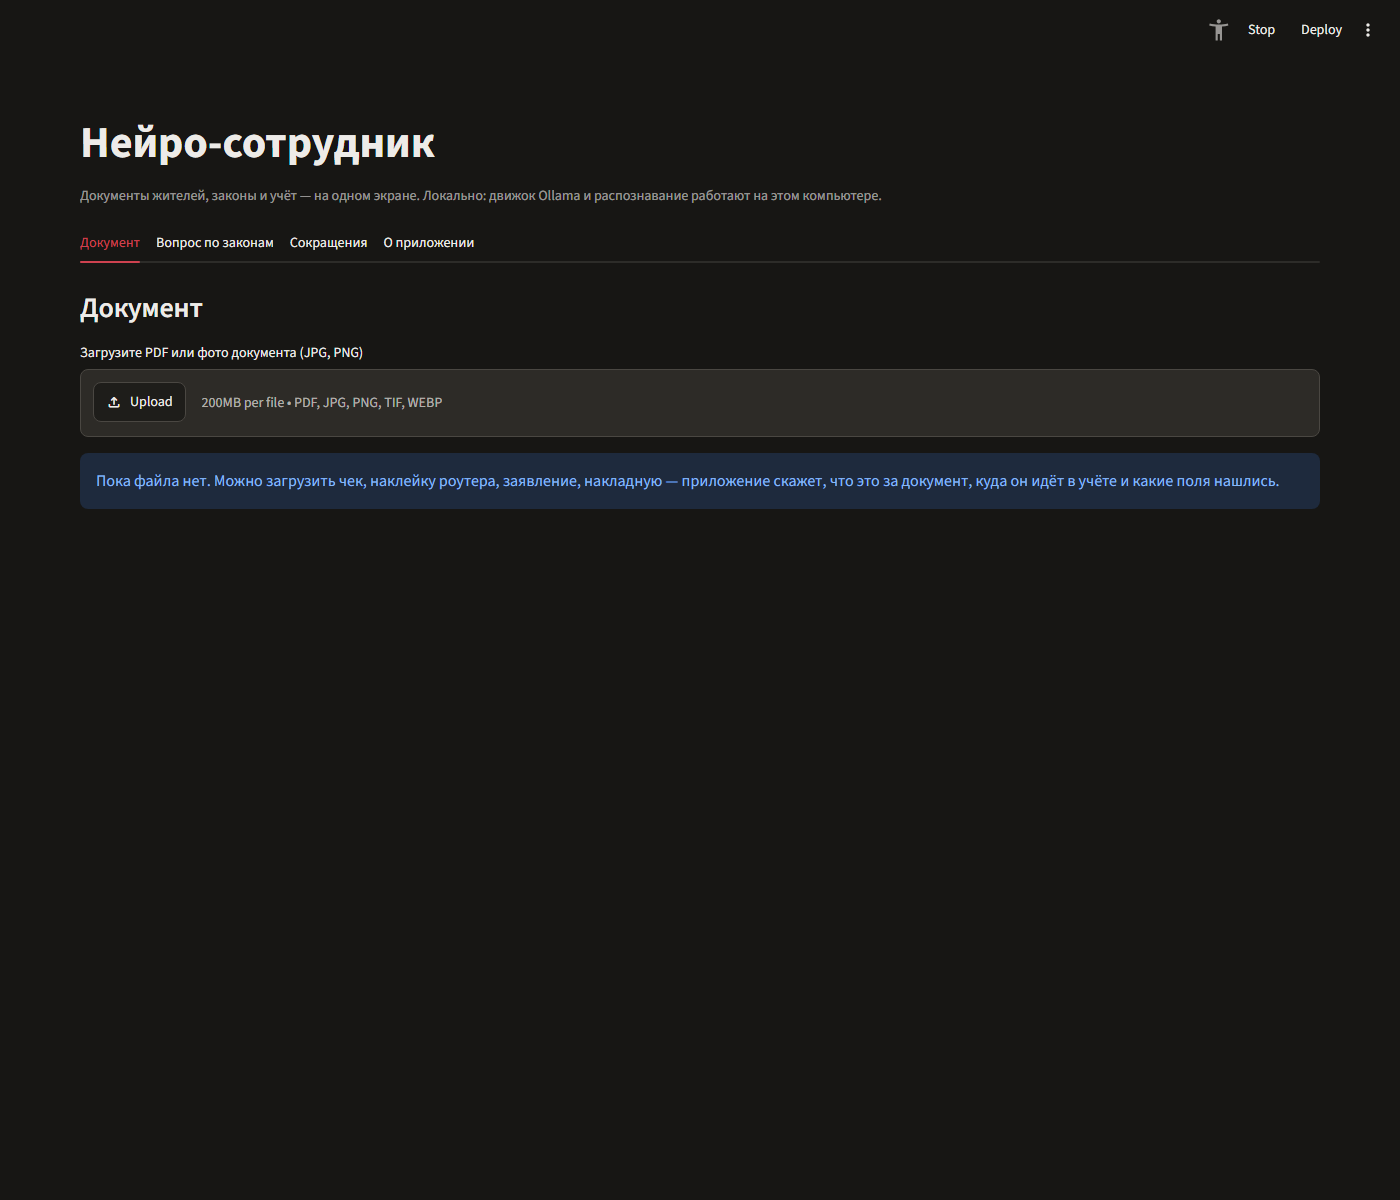 Stop Deploy
Нейро-сотрудник
Документы жителей, законы и учёт — на одном экране. Локально: движок Ollama и распознавание работают на этом компьютере.
Документ Вопрос по законам Сокращения О приложении
Документ
Загрузите PDF или фото документа (JPG, PNG)
Upload 200MB per file • PDF, JPG, PNG, TIF, WEBP
Пока файла нет. Можно загрузить чек, наклейку роутера, заявление, накладную — приложение скажет, что это за документ, куда он идёт в учёте и какие поля нашлись.